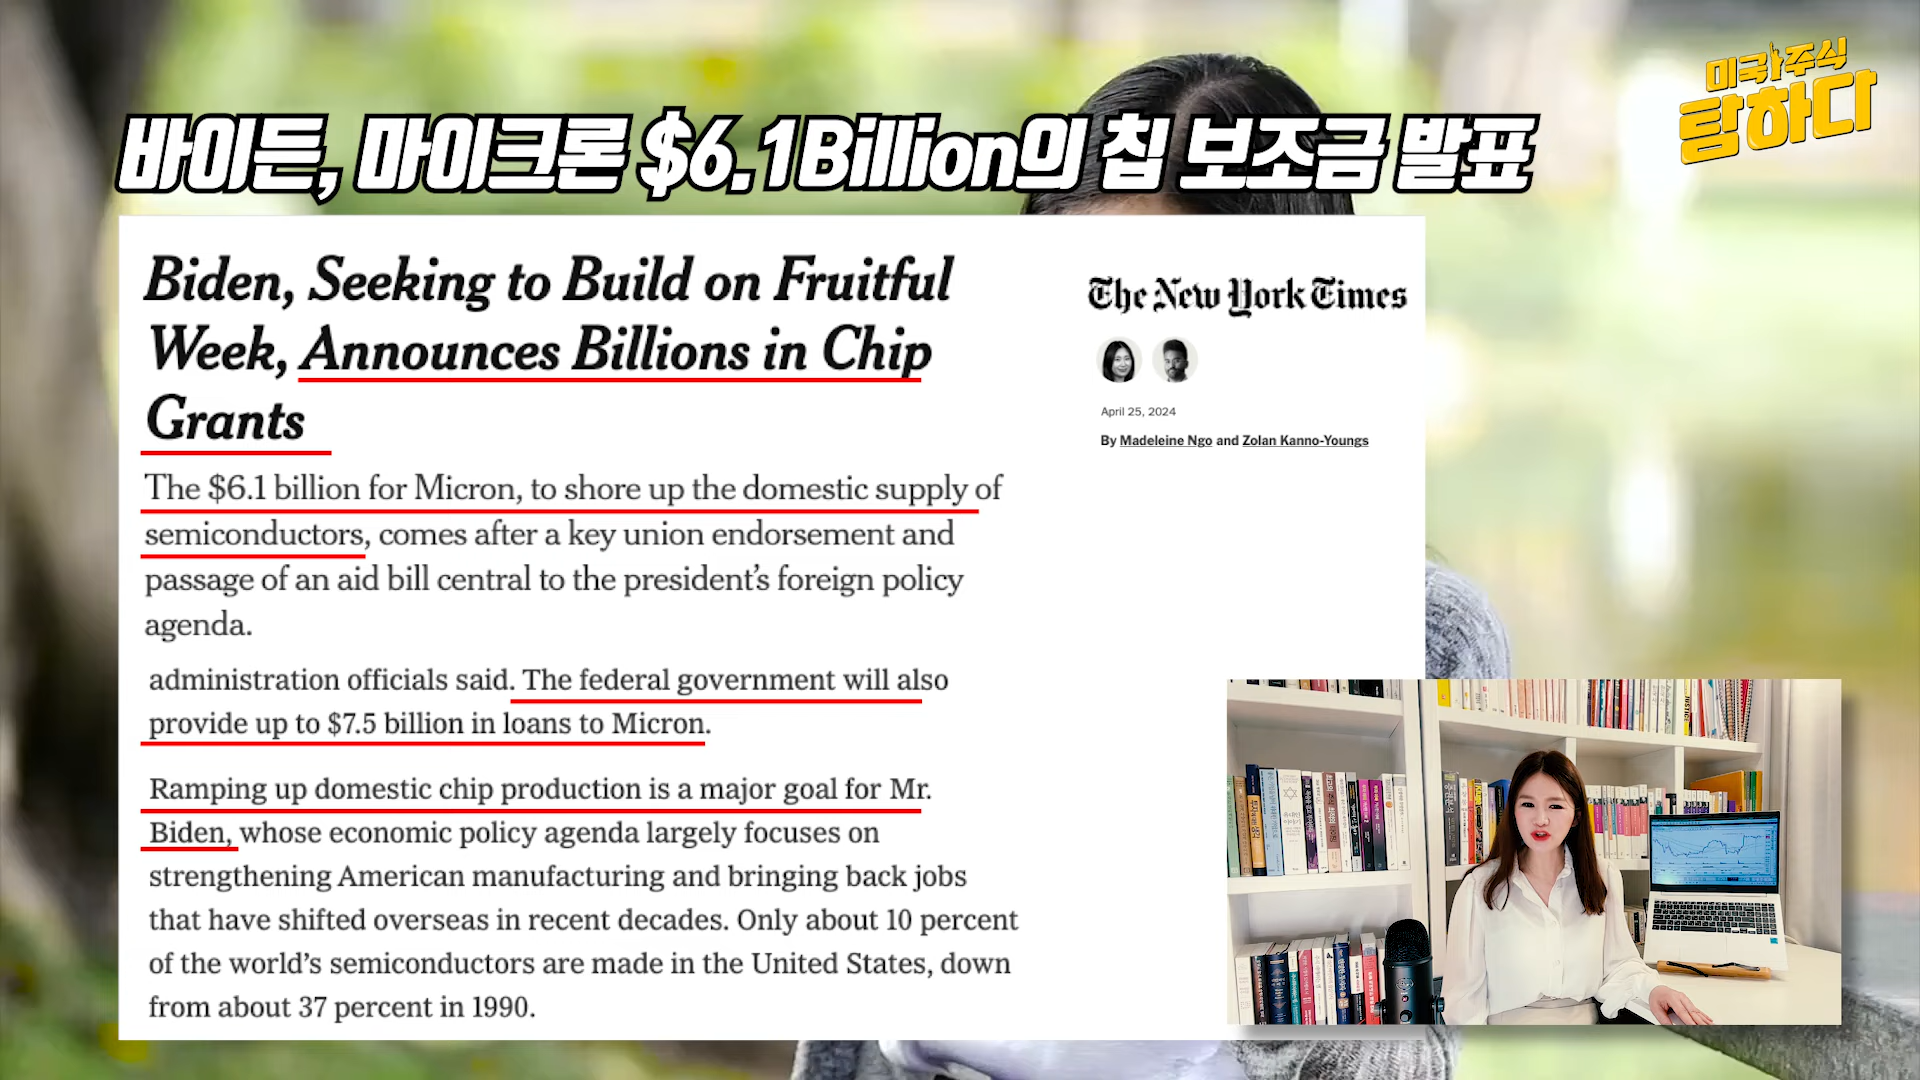 바이든, 마이크론 $6.1Billion의 칩 보조금 발표
미국주식
탐하다
Biden, Seeking to Build on Fruitful
Week, Announces Billions in Chip
Grants
The New York Times
April 25, 2024
By Madeleine Ngo and Zolan Kanno-Youngs
The $6.1 billion for Micron, to shore up the domestic supply of
semiconductors, comes after a key union endorsement and
passage of an aid bill central to the president's foreign policy
agenda.
administration officials said. The federal government will also
provide up to $7.5 billion in loans to Micron.
Ramping up domestic chip production is a major goal for Mr.
Biden, whose economic policy agenda largely focuses on
strengthening American manufacturing and bringing back jobs
that have shifted overseas in recent decades. Only about 10 percent
of the world's semiconductors are made in the United States, down
from about 37 percent in 1990.
JUSTICE